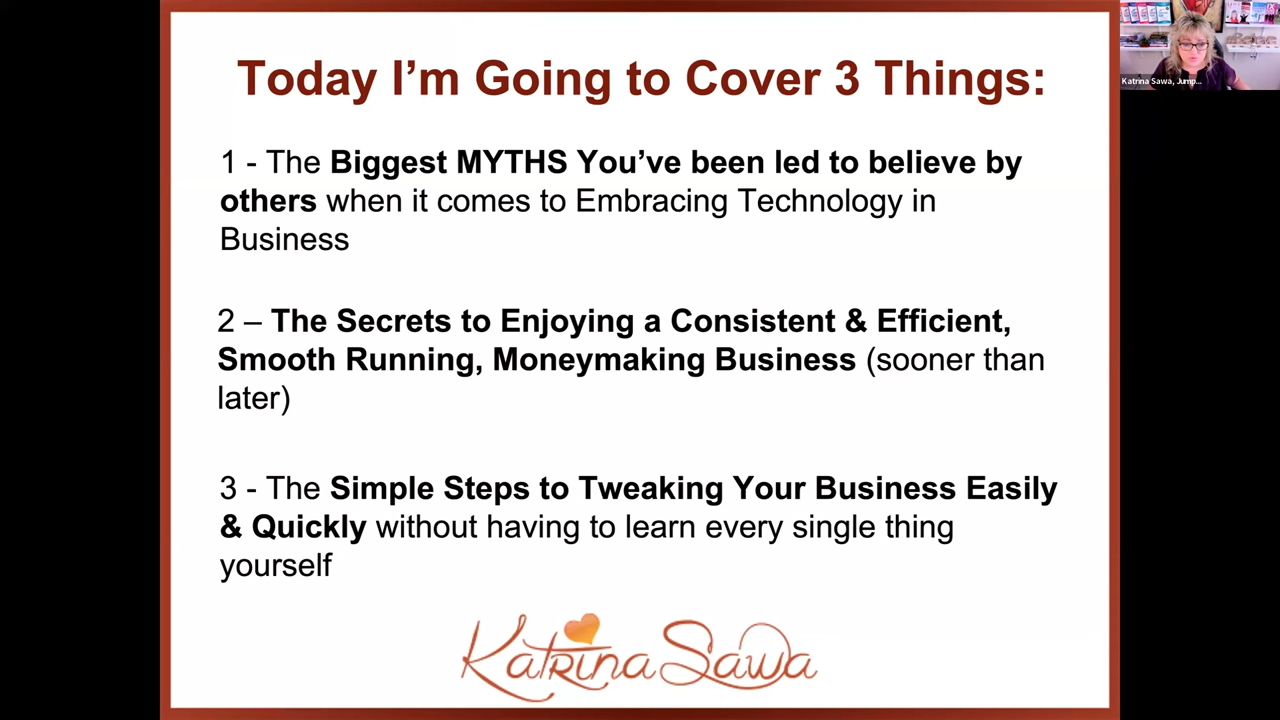 Today I’m Going to Cover 3 Things:
Katrina Sawa, Jump...
1 - The Biggest MYTHS You’ve been led to believe by
others when it comes to Embracing Technology in
Business
2 – The Secrets to Enjoying a Consistent & Efficient,
Smooth Running, Moneymaking Business (sooner than
later)
3 - The Simple Steps to Tweaking Your Business Easily
& Quickly without having to learn every single thing
yourself
Katrina Sawa